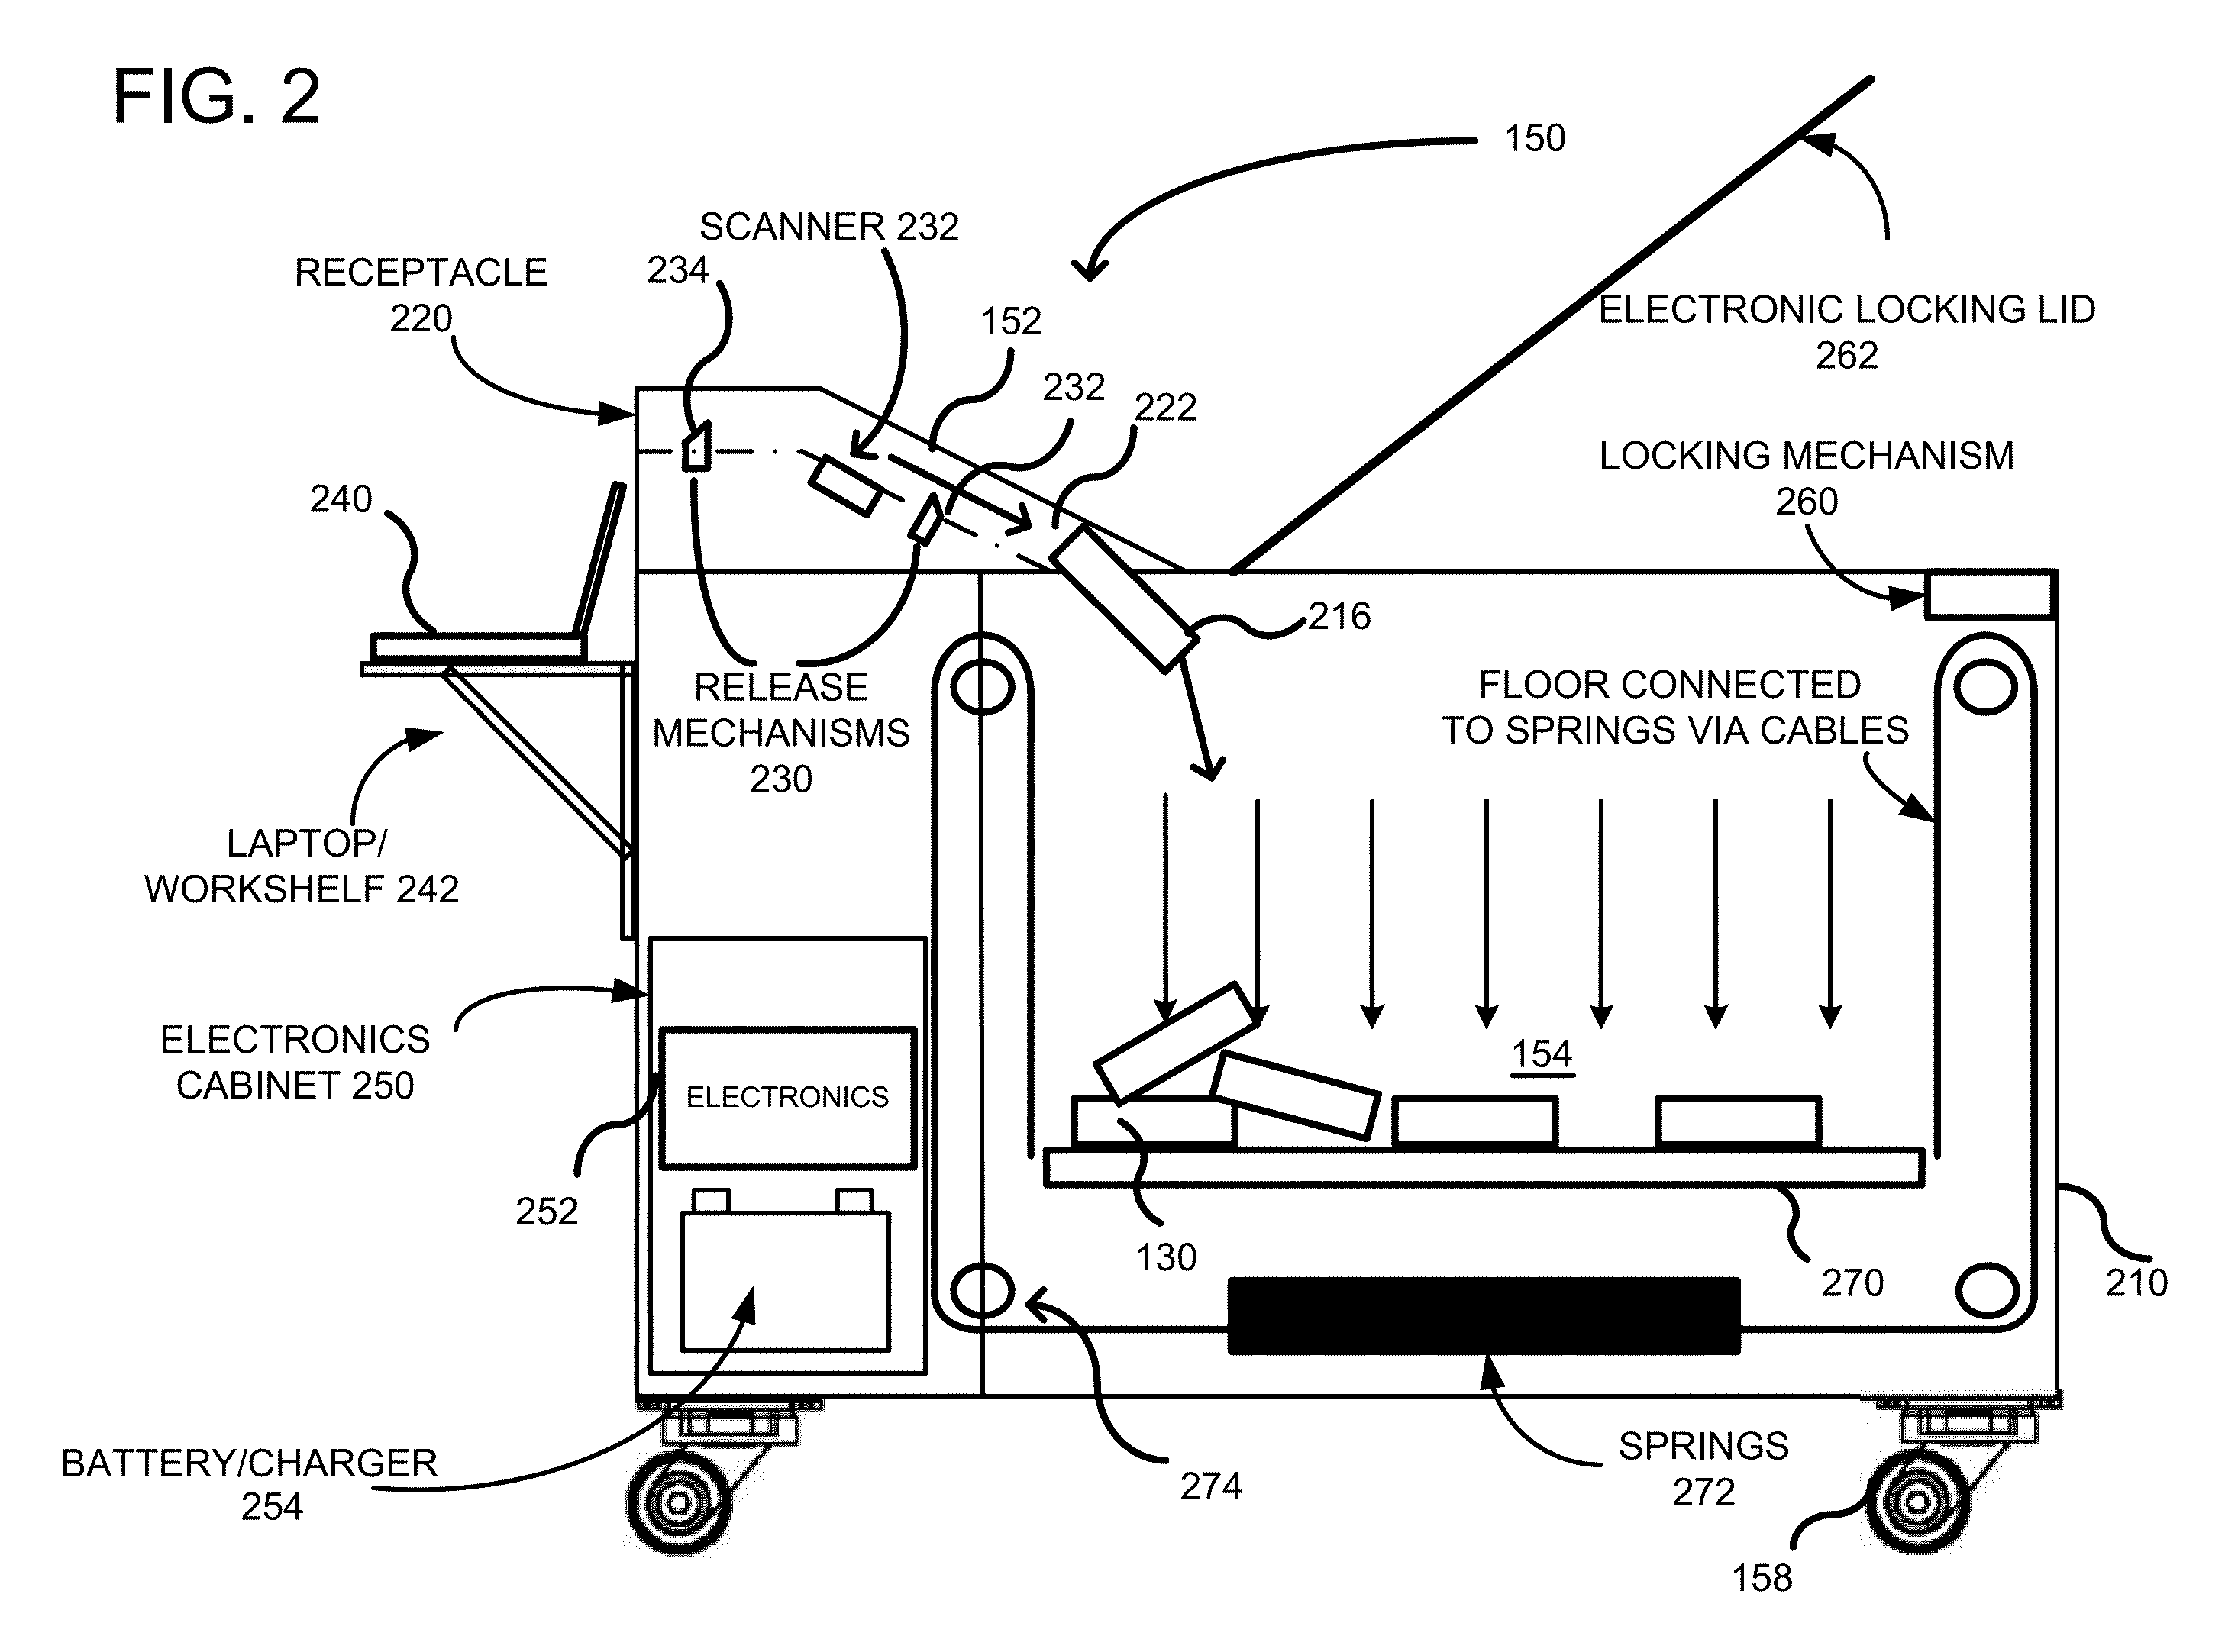 FIG. 2
150
SCANNER 232
234
RECEPTACLE
220
152
232
222
ELECTRONIC LOCKING LID
262
LOCKING MECHANISM
260
240
216
RELEASE
MECHANISMS
230
FLOOR CONNECTED
TO SPRINGS VIA CABLES
LAPTOP/
WORKSHELF 242
ELECTRONICS
CABINET 250
ELECTRONICS
154
252
130
270
210
BATTERY/CHARGER
254
274
SPRINGS
272
158